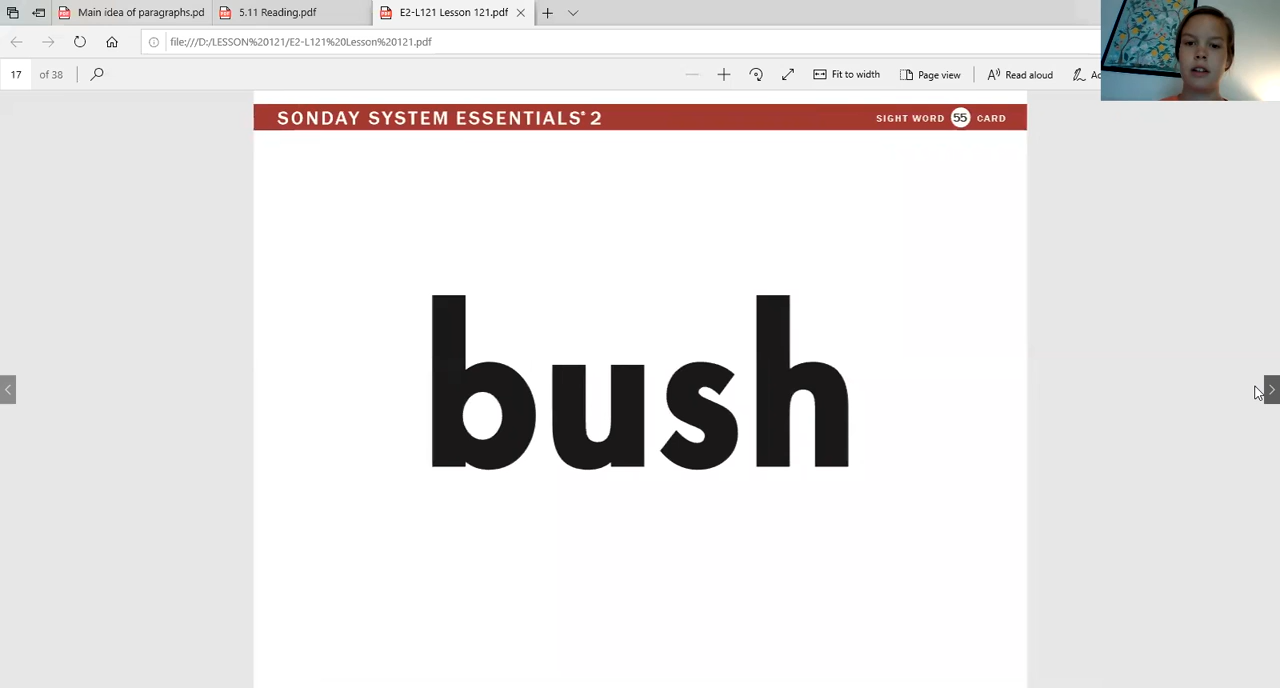 Main idea of paragraphs.pd
5.11 Reading.pdf
E2-L121 Lesson 121.pdf
file:///D:/LESSON%20121/E2-L121%20Lesson%20121.pdf
17 of 38
Fit to width
Page view
A Read aloud
SONDAY SYSTEM ESSENTIALS® 2
SIGHT WORD 55 CARD
bush